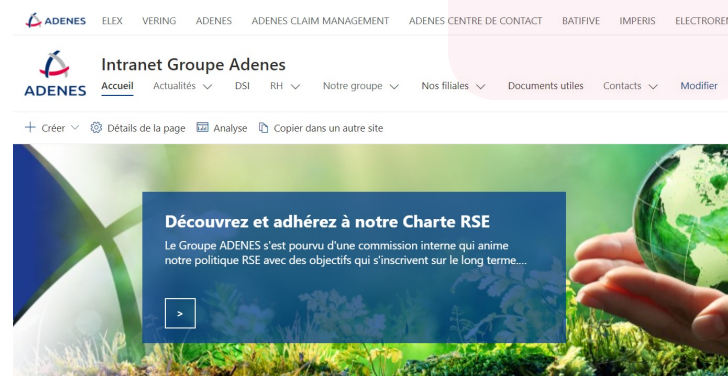 ADENES ELEX VERING ADENES ADENES CLAIM MANAGEMENT ADENES CENTRE DE CONTACT BATIFIVE IMPERIS
Intranet Groupe Adenes
ADENES
Accueil Actualités DSI RH Notre groupe Nos filiales Documents utiles Contacts Modifier
+ Créer Détails de la page Analyse Copier dans un autre site
Découvrez et adhérez à notre Charte RSE
Le Groupe ADENES s'est pourvu d'une commission interne qui anime
notre politique RSE avec des objectifs qui s'inscrivent sur le long terme....
>